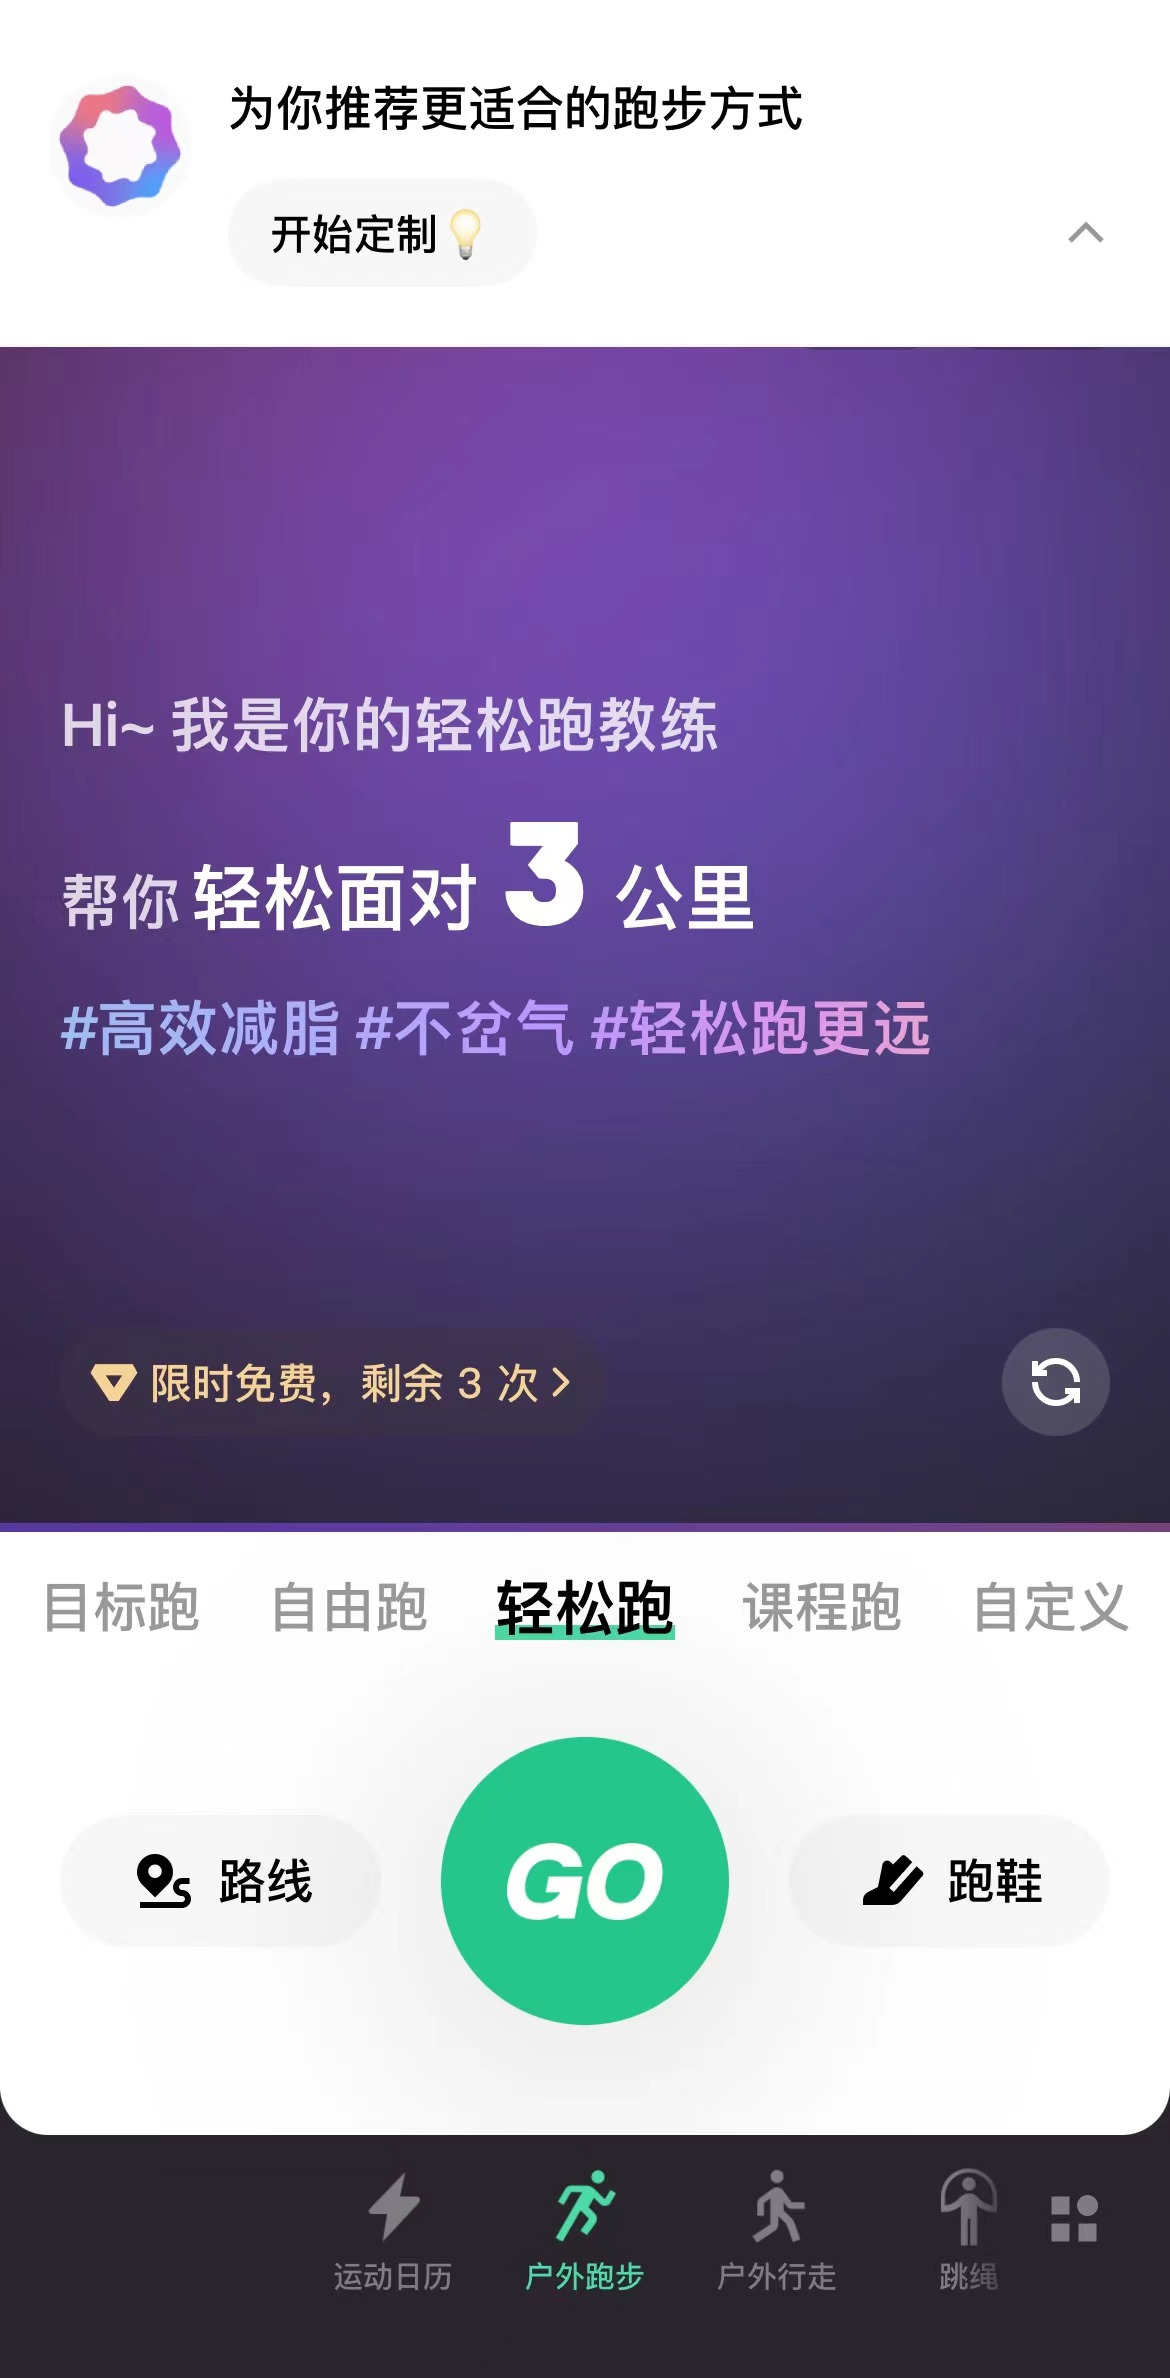 为你推荐更适合的跑步方式
开始定制
Hi~ 我是你的轻松跑教练
帮你 轻松面对 3 公里
#高效减脂 #不岔气 #轻松跑更远
限时免费，剩余 3 次
目标跑 自由跑 轻松跑 课程跑 自定义
路线 GO 跑鞋
运动日历 户外跑步 户外行走 跳绳